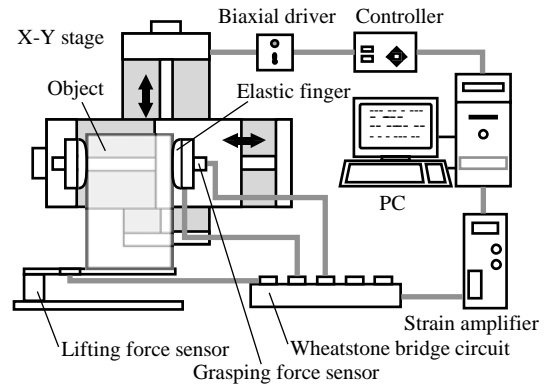 Biaxial driver
Controller
X-Y stage
Object
Elastic finger
PC
Strain amplifier
Lifting force sensor
Wheatstone bridge circuit
Grasping force sensor